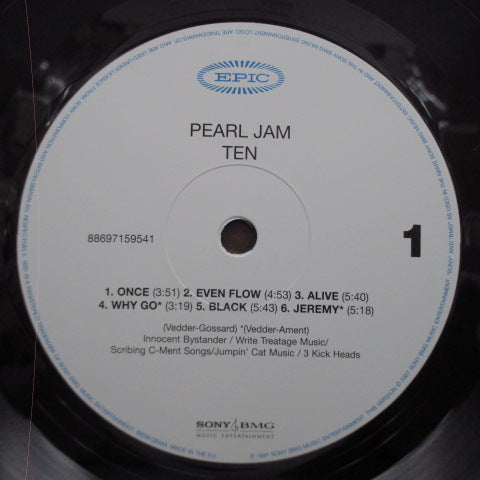 EPIC
PEARL JAM
TEN
88697159541
1
1. ONCE (3:51) 2. EVEN FLOW (4:53) 3. ALIVE (5:40)
4. WHY GO* (3:19) 5. BLACK (5:43) 6. JEREMY* (5:18)
(Vedder-Gossard) *(Vedder-Ament)
Innocent Bystander / Write Treatage Music/
Scribing C-Ment Songs/Jumpin' Cat Music / 3 Kick Heads
SONY BMG
MUSIC ENTERTAINMENT